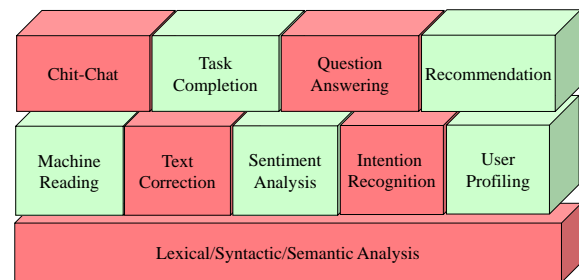 Chit-Chat
Task
Completion
Question
Answering
Recommendation
Machine
Reading
Text
Correction
Sentiment
Analysis
Intention
Recognition
User
Profiling
Lexical/Syntactic/Semantic Analysis